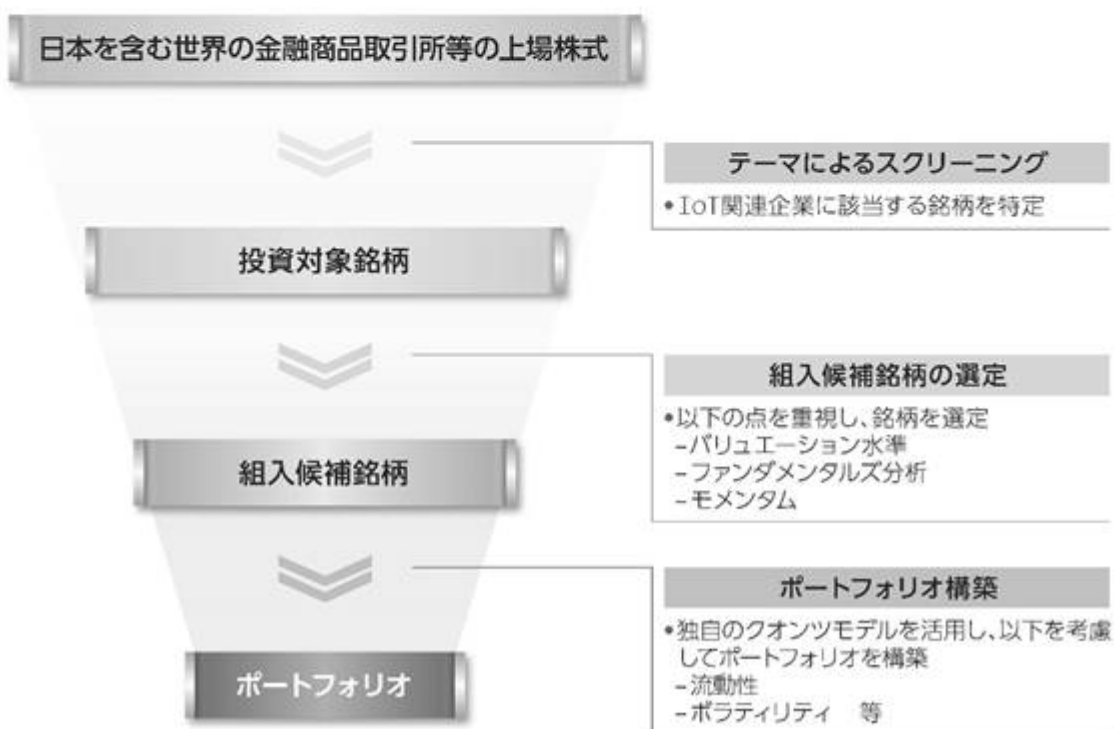 日本を含む世界の金融商品取引所等の上場株式
テーマによるスクリーニング
•IoT関連企業に該当する銘柄を特定
投資対象銘柄
組入候補銘柄の選定
•以下の点を重視し、銘柄を選定
−バリュエーション水準
−ファンダメンタルズ分析
−モメンタム
組入候補銘柄
ポートフォリオ構築
•独自のクオンツモデルを活用し、以下を考慮
してポートフォリオを構築
−流動性
−ボラティリティ 等
ポートフォリオ